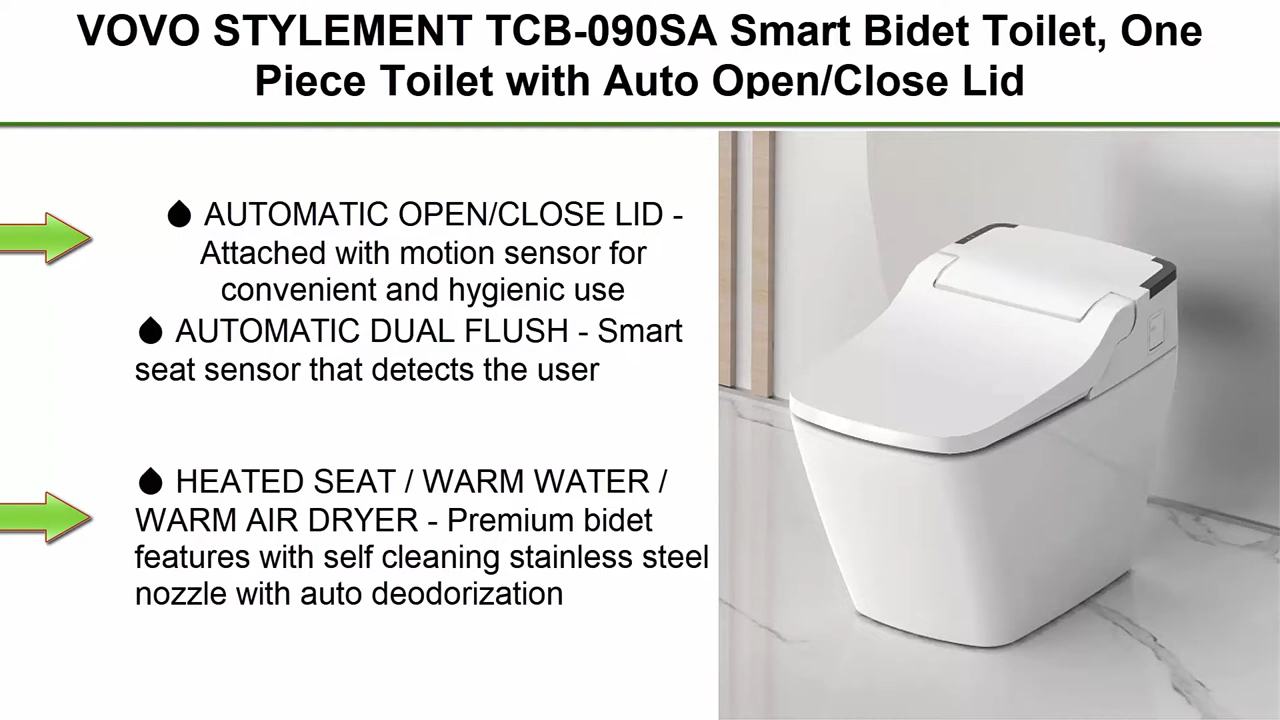 VOVO STYLEMENT TCB-090SA Smart Bidet Toilet, One
Piece Toilet with Auto Open/Close Lid
AUTOMATIC OPEN/CLOSE LID -
Attached with motion sensor for
convenient and hygienic use
AUTOMATIC DUAL FLUSH - Smart
seat sensor that detects the user
HEATED SEAT / WARM WATER /
WARM AIR DRYER - Premium bidet
features with self cleaning stainless steel
nozzle with auto deodorization